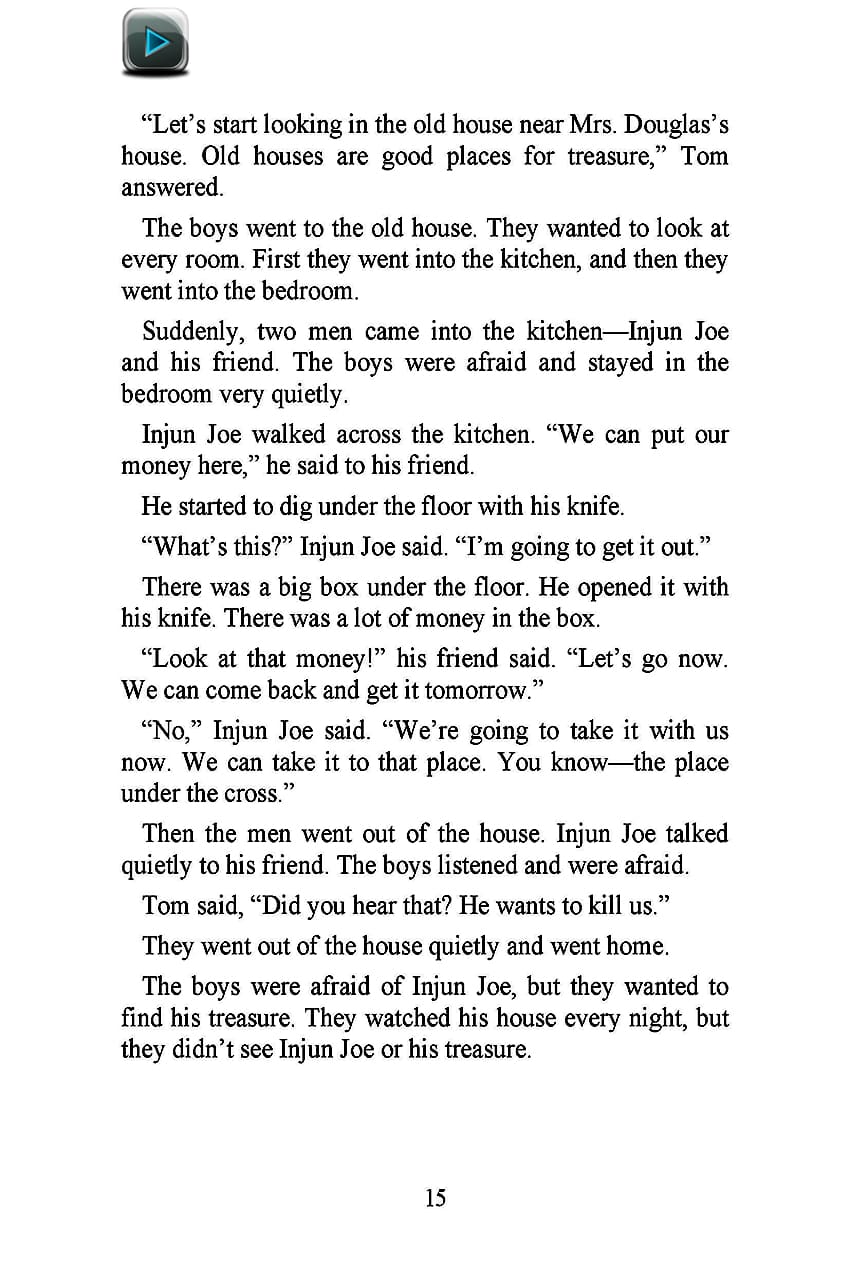 “Let’s start looking in the old house near Mrs. Douglas’s
house. Old houses are good places for treasure,” Tom
answered.
The boys went to the old house. They wanted to look at
every room. First they went into the kitchen, and then they
went into the bedroom.
Suddenly, two men came into the kitchen—Injun Joe
and his friend. The boys were afraid and stayed in the
bedroom very quietly.
Injun Joe walked across the kitchen. “We can put our
money here,” he said to his friend.
He started to dig under the floor with his knife.
“What’s this?” Injun Joe said. “I’m going to get it out.”
There was a big box under the floor. He opened it with
his knife. There was a lot of money in the box.
“Look at that money!” his friend said. “Let’s go now.
We can come back and get it tomorrow.”
“No,” Injun Joe said. “We’re going to take it with us
now. We can take it to that place. You know—the place
under the cross.”
Then the men went out of the house. Injun Joe talked
quietly to his friend. The boys listened and were afraid.
Tom said, “Did you hear that? He wants to kill us.”
They went out of the house quietly and went home.
The boys were afraid of Injun Joe, but they wanted to
find his treasure. They watched his house every night, but
they didn’t see Injun Joe or his treasure.
15